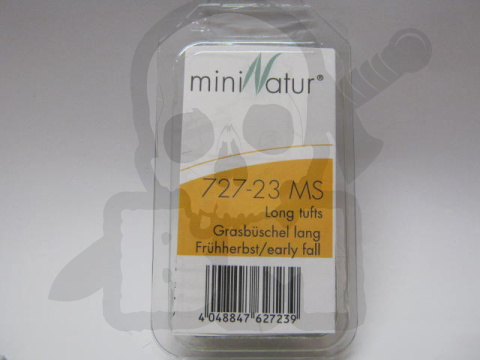 miniNatur®
727-23 MS
Long tufts
Grasbüschel lang
Frühherbst/early fall
4 048847 627239